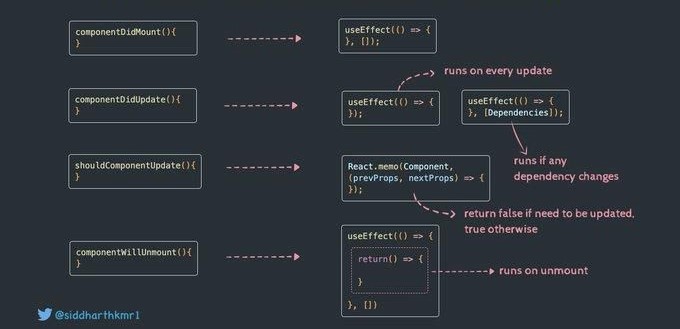 componentDidMount(){
}
useEffect(() => {
}, []);
runs on every update
componentDidUpdate(){
}
useEffect(() => {
});
useEffect(() => {
}, [Dependencies]);
runs if any
dependency changes
shouldComponentUpdate(){
}
React.memo(Component,
(prevProps, nextProps) => {
});
return false if need to be updated,
true otherwise
componentWillUnmount(){
}
useEffect(() => {
return() => {
}
}, [])
runs on unmount
@siddharthkmr1